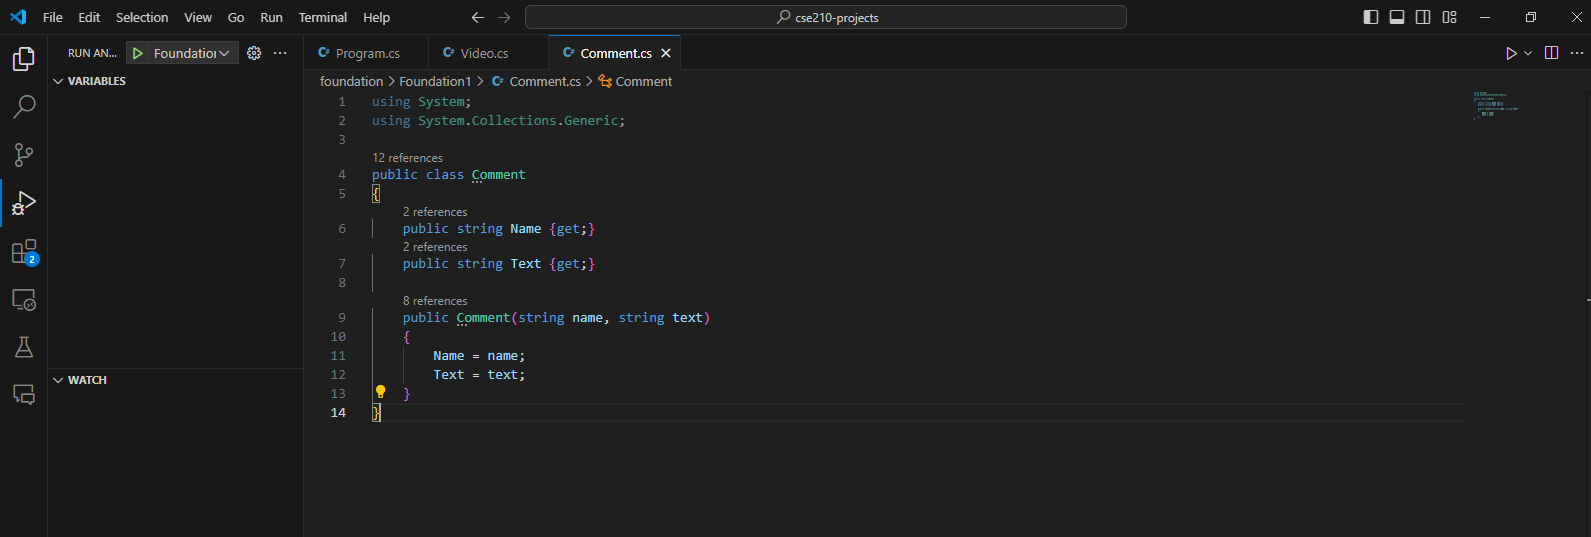 File Edit Selection View Go Run Terminal Help
cse210-projects
RUN AN...
Program.cs
Video.cs
Comment.cs
foundation > Foundation1 > Comment.cs > Comment
VARIABLES
WATCH
2
1 using System;
2 using System.Collections.Generic;
3
12 references
4 public class Comment
5 {
2 references
6 public string Name {get;}
2 references
7 public string Text {get;}
8
8 references
9 public Comment(string name, string text)
10 {
11 Name = name;
12 Text = text;
13 }
14 }